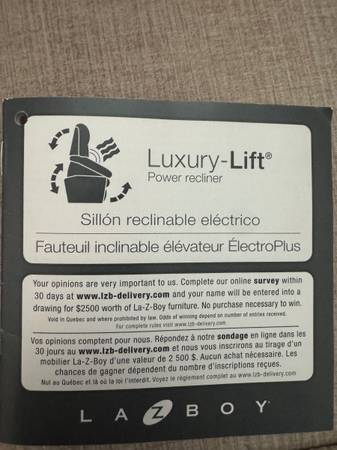 Luxury-Lift®
Power recliner
Sillón reclinable eléctrico
Fauteuil inclinable élévateur ÉlectroPlus
Your opinions are very important to us. Complete our online survey within
30 days at www.lzb-delivery.com and your name will be entered into a
drawing for $2500 worth of La-Z-Boy furniture. No purchase necessary to win.
Void in Quebec and where prohibited by law. Odds of winning depend on number of entries received.
For complete rules visit www.lzb-delivery.com
Vos opinions comptent pour nous. Répondez à notre sondage en ligne dans les
30 jours au www.lzb-delivery.com et nous vous inscrirons au tirage d'un
mobilier La-Z-Boy d'une valeur de 2 500 $. Aucun achat nécessaire. Les
chances de gagner dépendent du nombre d'inscriptions reçues.
Nul au Québec et là où la loi l'interdit. Voyez le règlement complet au www.lzb-delivery.com
LA Z BOY